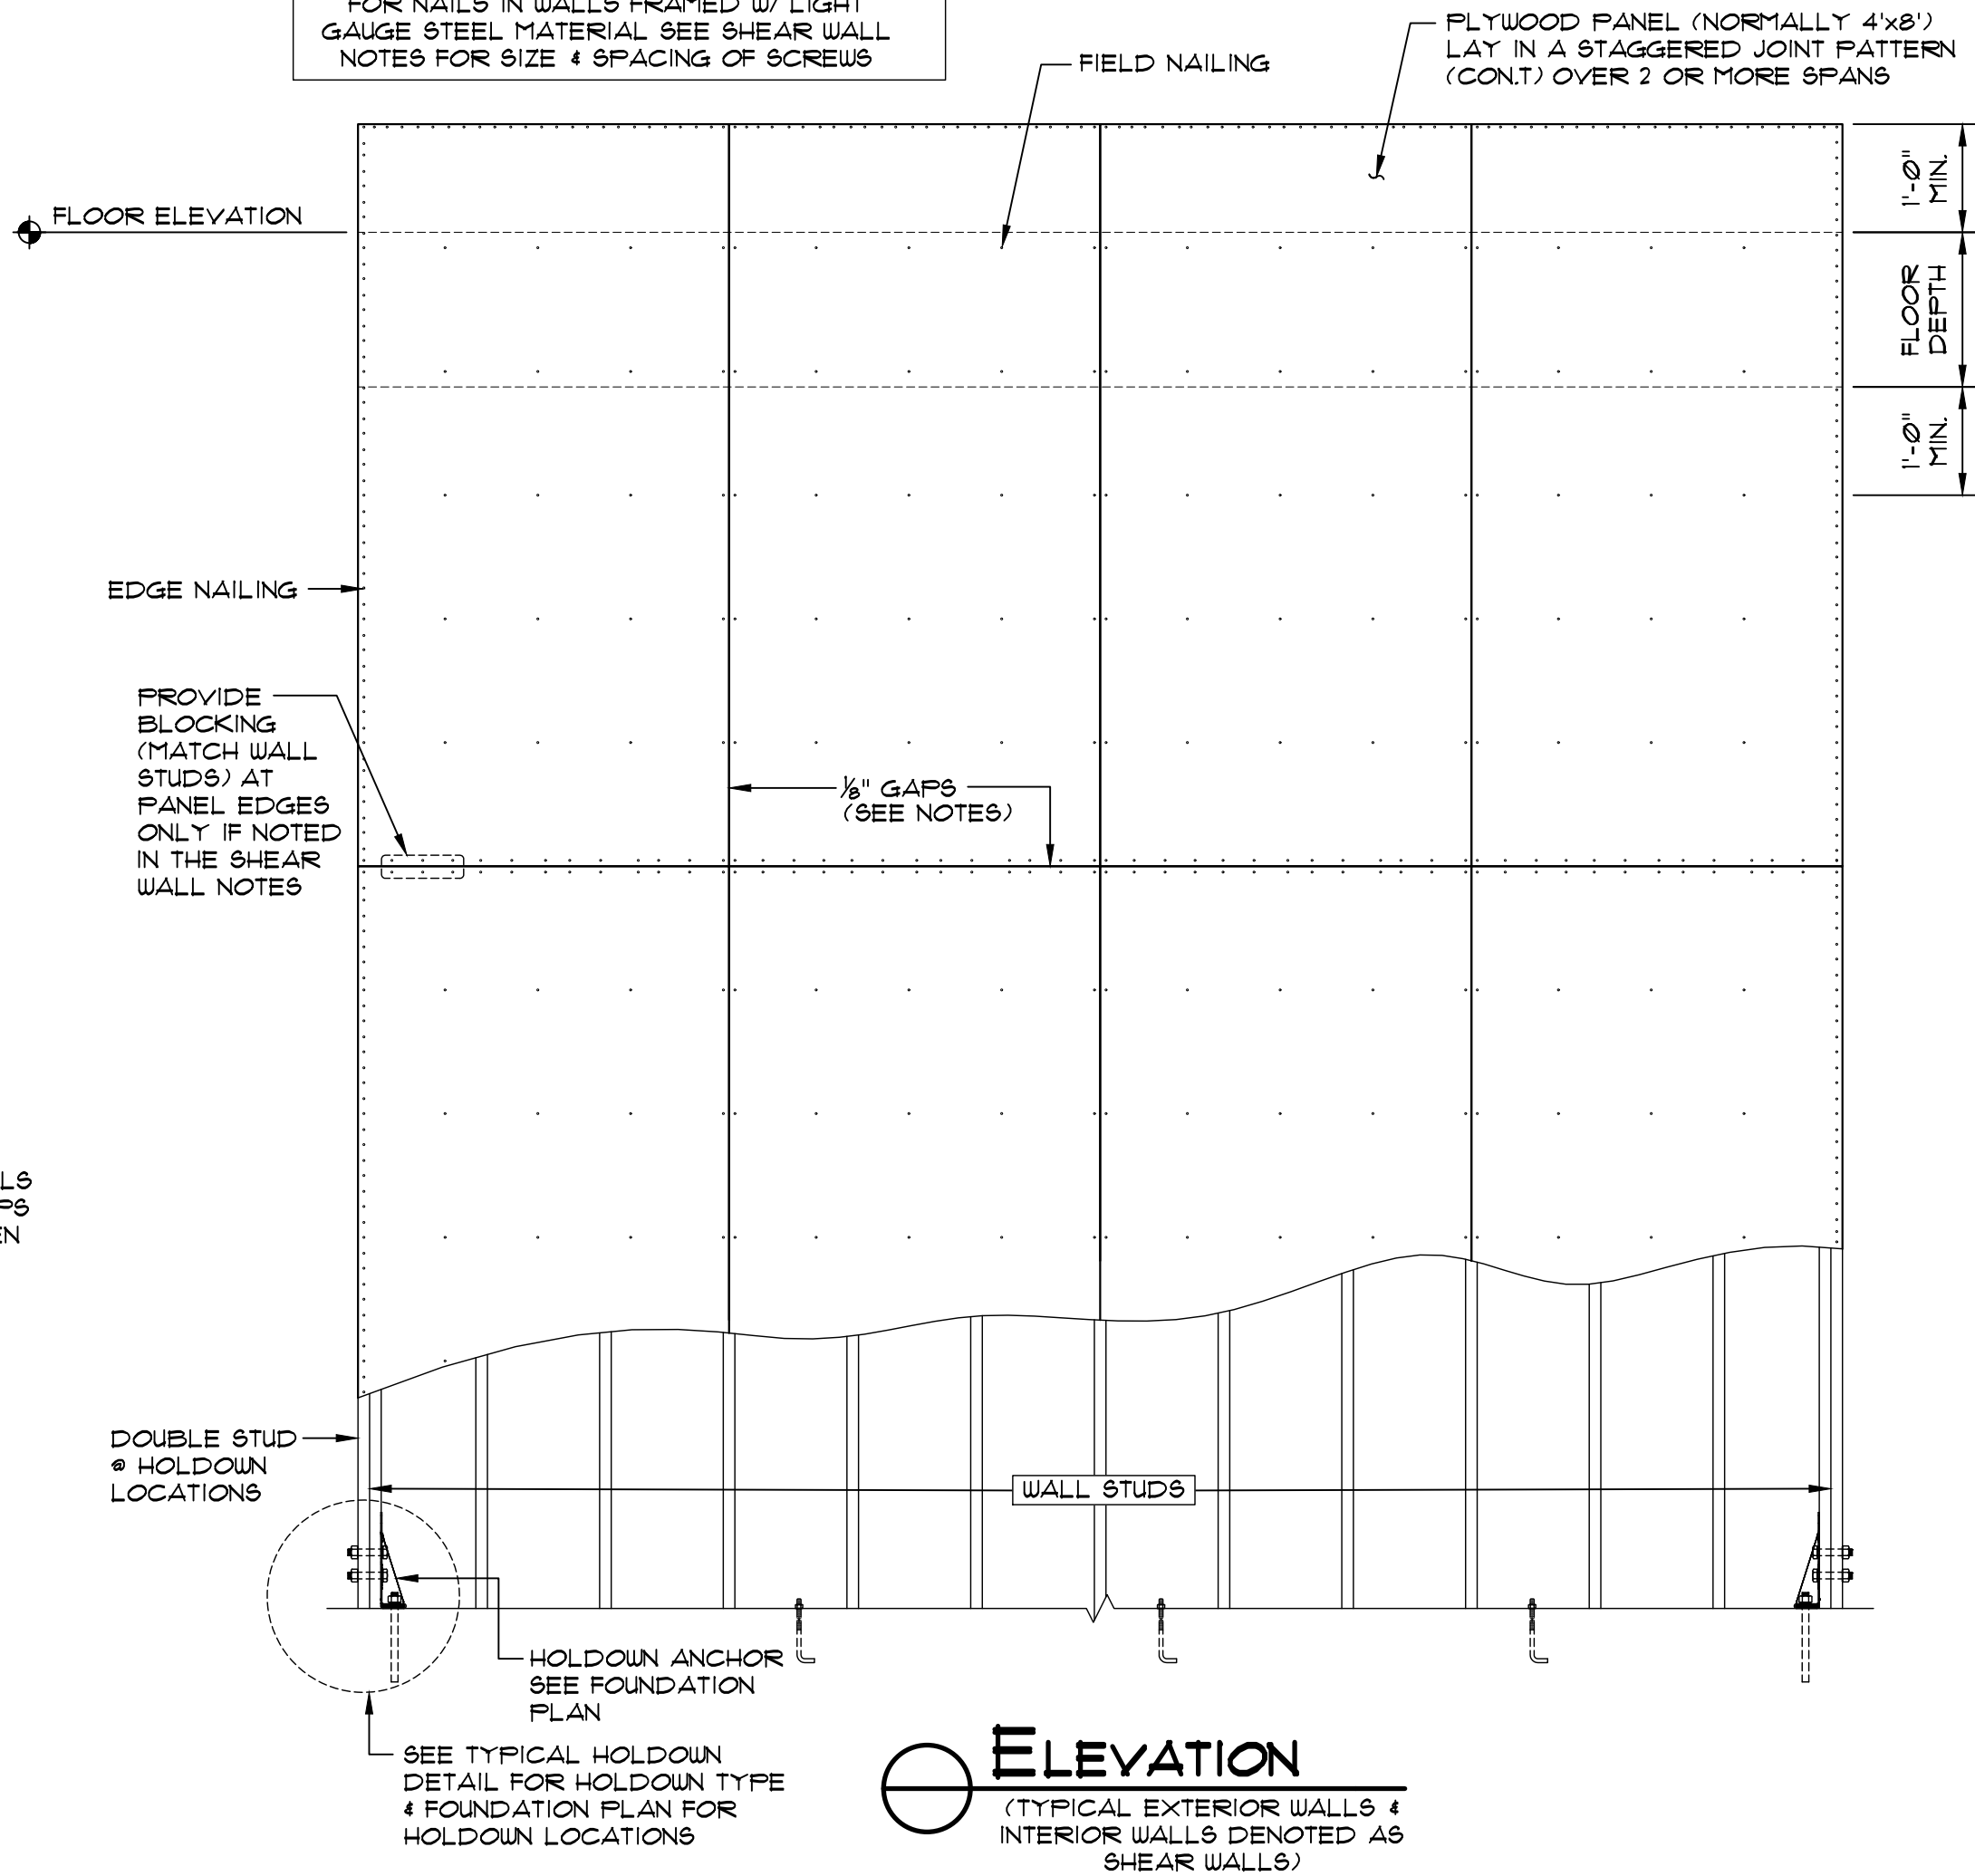 FOR NAILS IN WALLS FRAMED W/ LIGHT
GAUGE STEEL MATERIAL SEE SHEAR WALL
NOTES FOR SIZE & SPACING OF SCREWS
FIELD NAILING
PLYWOOD PANEL (NORMALLY 4'x8')
LAY IN A STAGGERED JOINT PATTERN
(CON.T) OVER 2 OR MORE SPANS
FLOOR ELEVATION
1'-0"
MIN.
FLOOR
DEPTH
1'-0"
MIN.
EDGE NAILING
PROVIDE
BLOCKING
(MATCH WALL
STUDS) AT
PANEL EDGES
ONLY IF NOTED
IN THE SHEAR
WALL NOTES
⅛" GAPS
(SEE NOTES)
LS
PS
EN
DOUBLE STUD
@ HOLDOWN
LOCATIONS
WALL STUDS
HOLDOWN ANCHOR
SEE FOUNDATION
PLAN
SEE TYPICAL HOLDOWN
DETAIL FOR HOLDOWN TYPE
& FOUNDATION PLAN FOR
HOLDOWN LOCATIONS
ELEVATION
(TYPICAL EXTERIOR WALLS &
INTERIOR WALLS DENOTED AS
SHEAR WALLS)